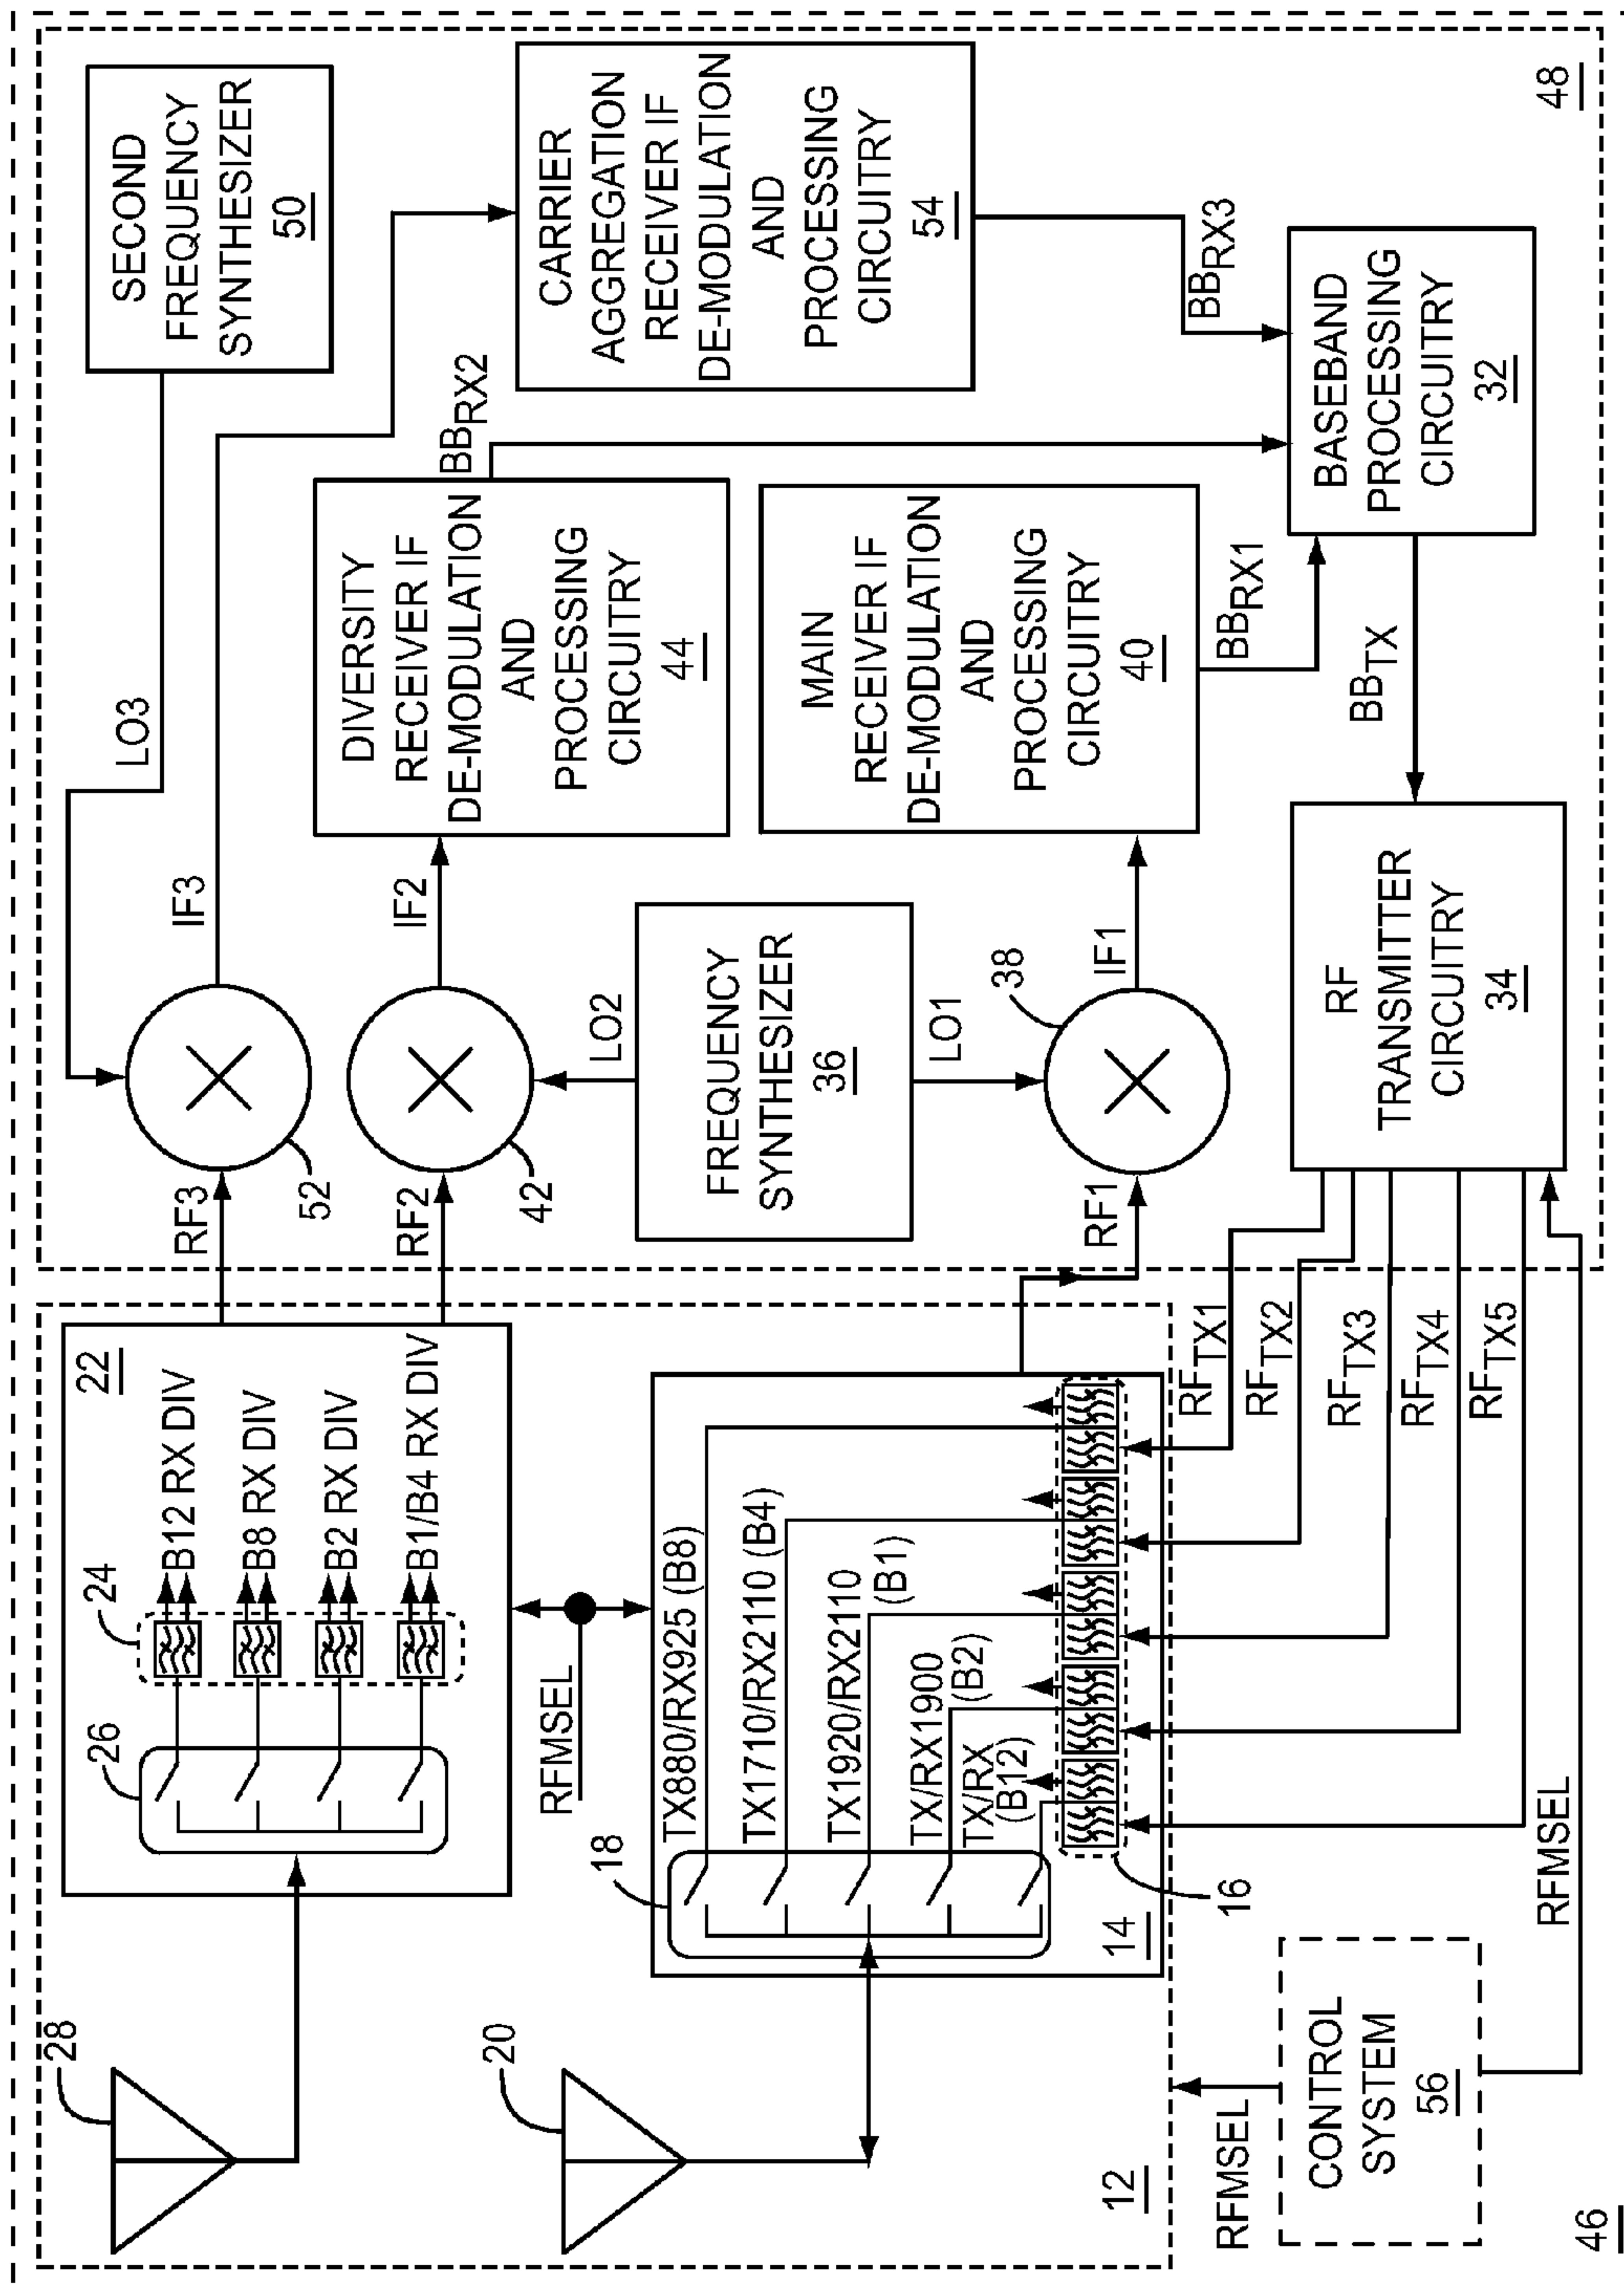 28
20
12
46
CONTROL
SYSTEM
56
RFMSEL
RFMSEL
22
24
26
B12 RX DIV
B8 RX DIV
B2 RX DIV
B1/B4 RX DIV
RFMSEL
18
TX880/RX925 (B8)
TX1710/RX2110 (B4)
TX1920/RX2110
(B1)
TX/RX1900
(B2)
TX/RX
(B12)
14
16
RF3
RF2
RF1
RFTX1
RFTX2
RFTX3
RFTX4
RFTX5
52
42
38
LO3
LO2
LO1
IF3
IF2
IF1
FREQUENCY
SYNTHESIZER
36
RF
TRANSMITTER
CIRCUITRY
34
DIVERSITY
RECEIVER IF
DE-MODULATION
AND
PROCESSING
CIRCUITRY
44
MAIN
RECEIVER IF
DE-MODULATION
AND
PROCESSING
CIRCUITRY
40
BBRX2
BBRX1
BBTX
SECOND
FREQUENCY
SYNTHESIZER
50
CARRIER
AGGREGATION
RECEIVER IF
DE-MODULATION
AND
PROCESSING
CIRCUITRY
54
BBRX3
BASEBAND
PROCESSING
CIRCUITRY
32
48